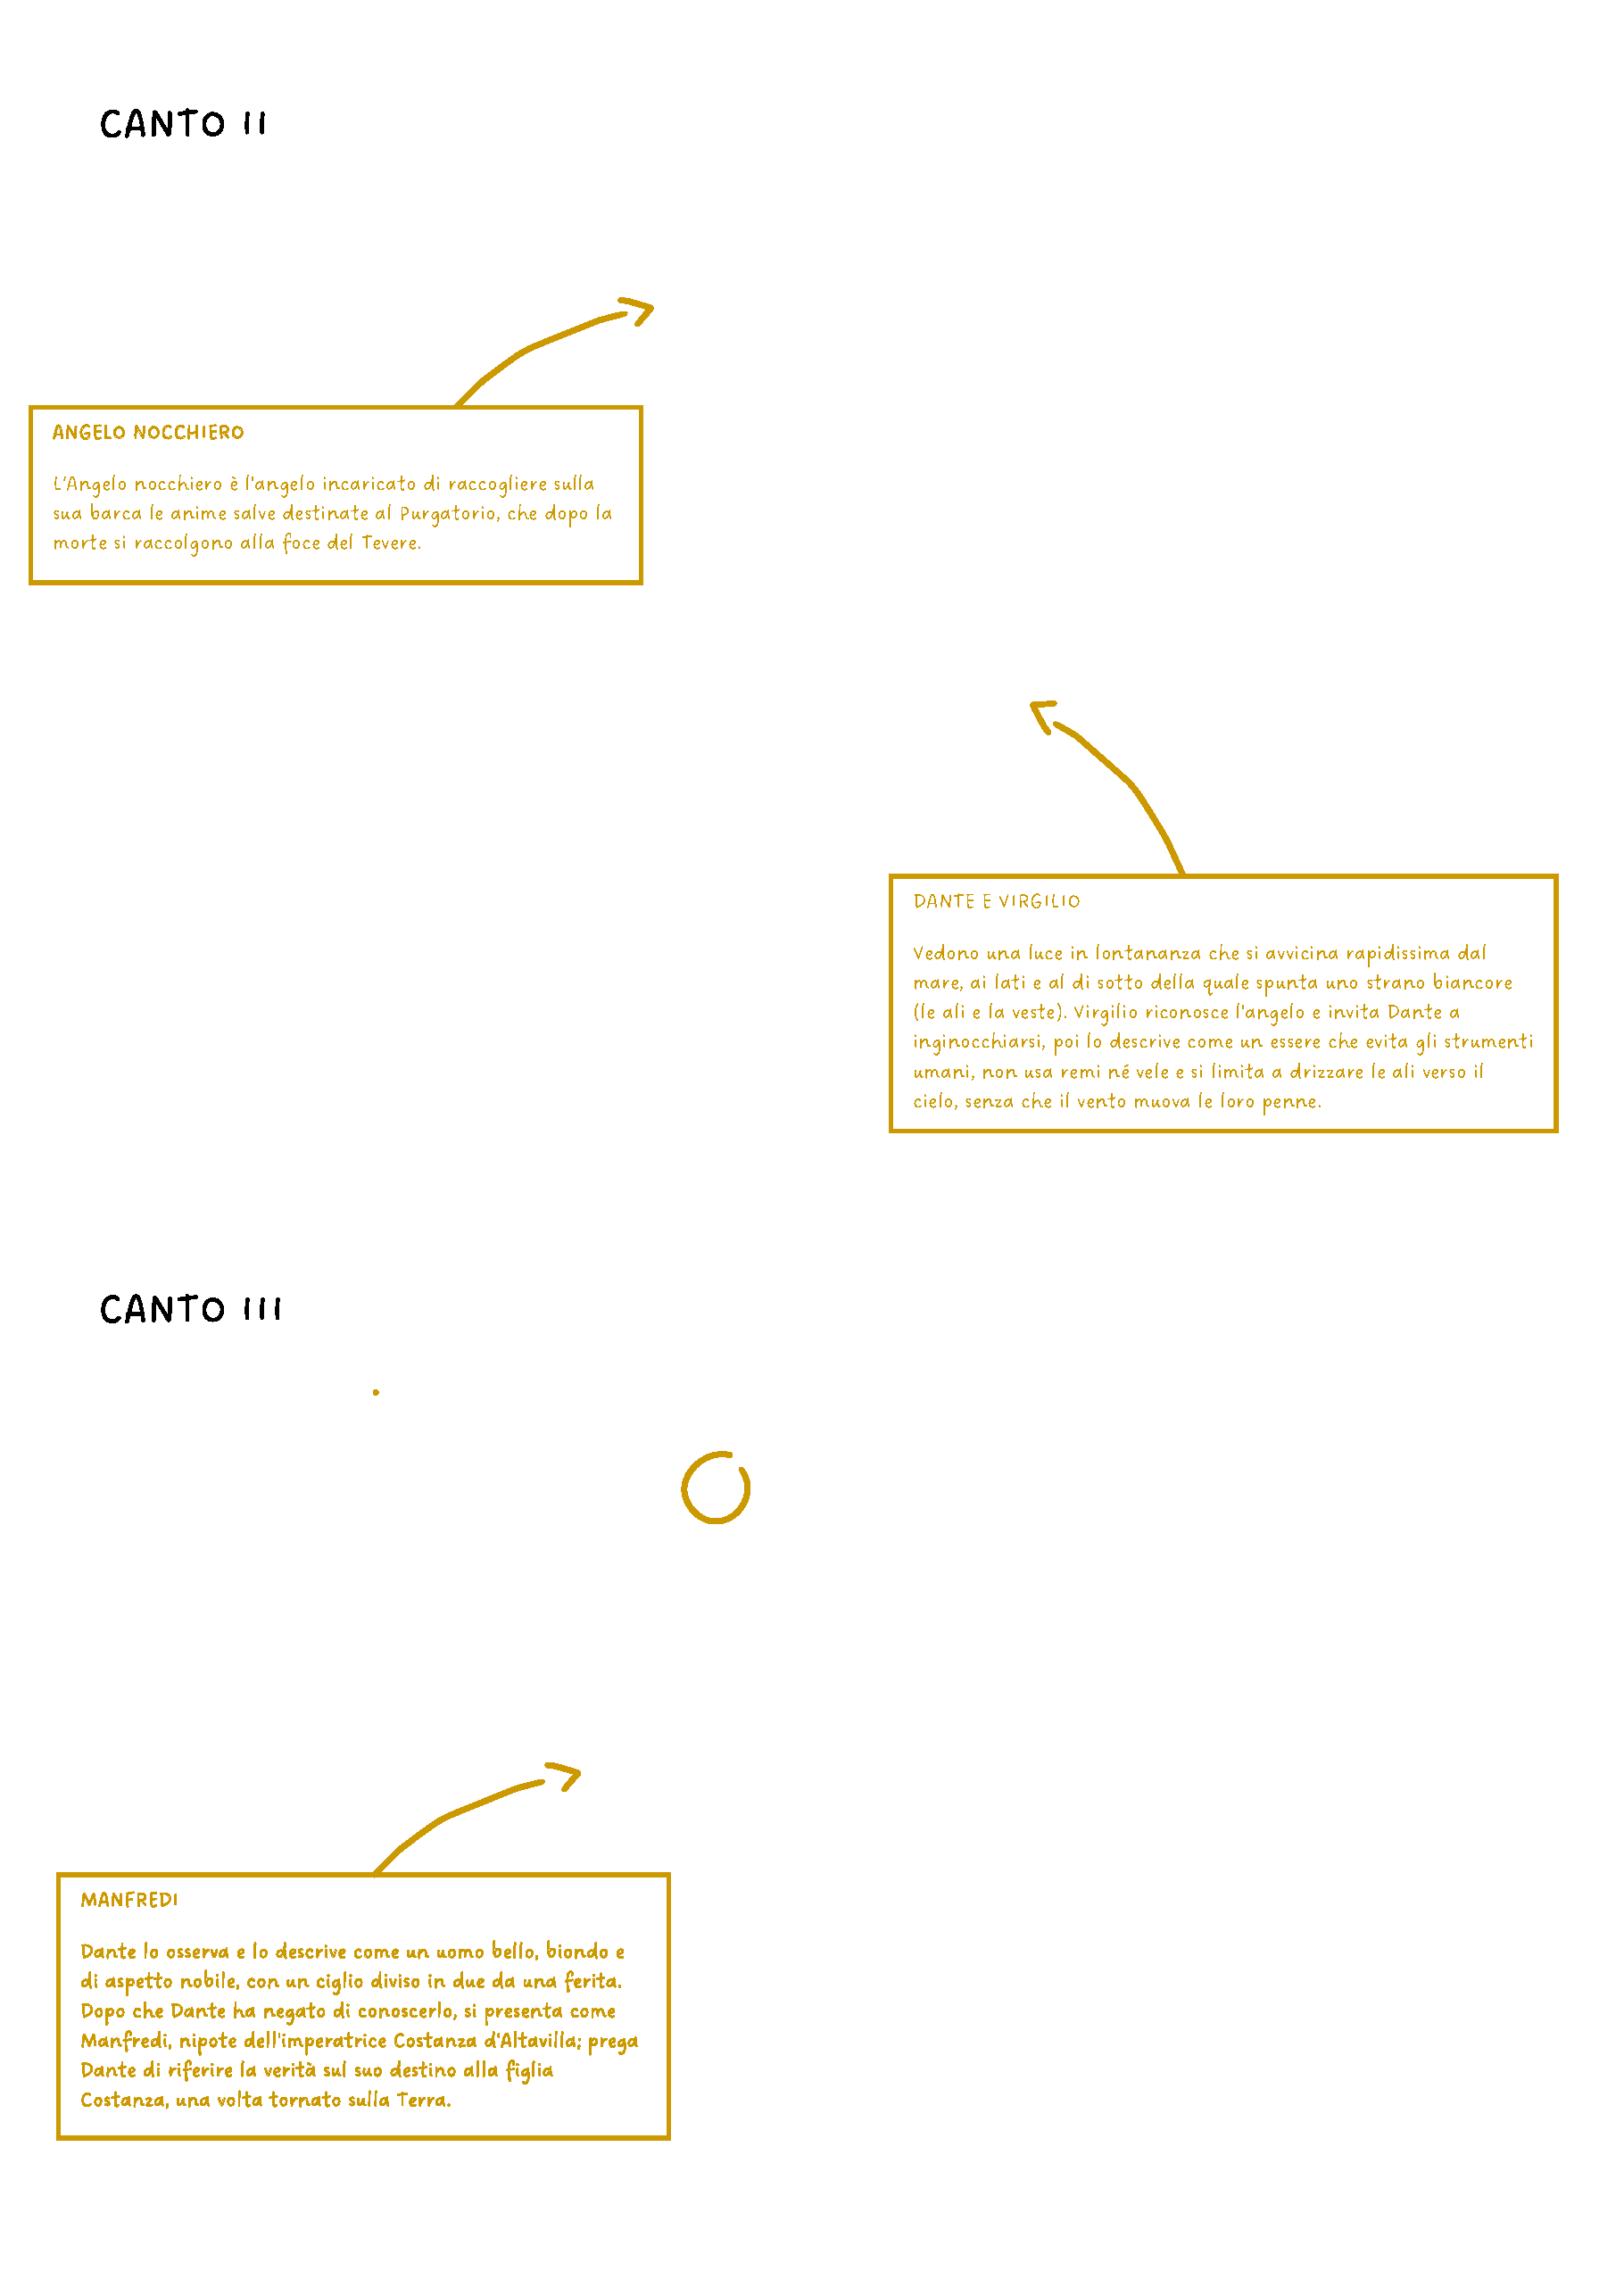 CANTO II
ANGELO NOCCHIERO
L'Angelo nocchiero è l'angelo incaricato di raccogliere sulla
sua barca le anime salve destinate al Purgatorio, che dopo la
morte si raccolgono alla foce del Tevere.
DANTE E VIRGILIO
Vedono una luce in lontananza che si avvicina rapidissima dal
mare, ai lati e al di sotto della quale spunta uno strano biancore
(le ali e la veste). Virgilio riconosce l'angelo e invita Dante a
inginocchiarsi, poi lo descrive come un essere che evita gli strumenti
umani, non usa remi né vele e si limita a drizzare le ali verso il
cielo, senza che il vento muova le loro penne.
CANTO III
MANFREDI
Dante lo osserva e lo descrive come un uomo bello, biondo e
di aspetto nobile, con un ciglio diviso in due da una ferita.
Dopo che Dante ha negato di conoscerlo, si presenta come
Manfredi, nipote dell'imperatrice Costanza d'Altavilla; prega
Dante di riferire la verità sul suo destino alla figlia
Costanza, una volta tornato sulla Terra.